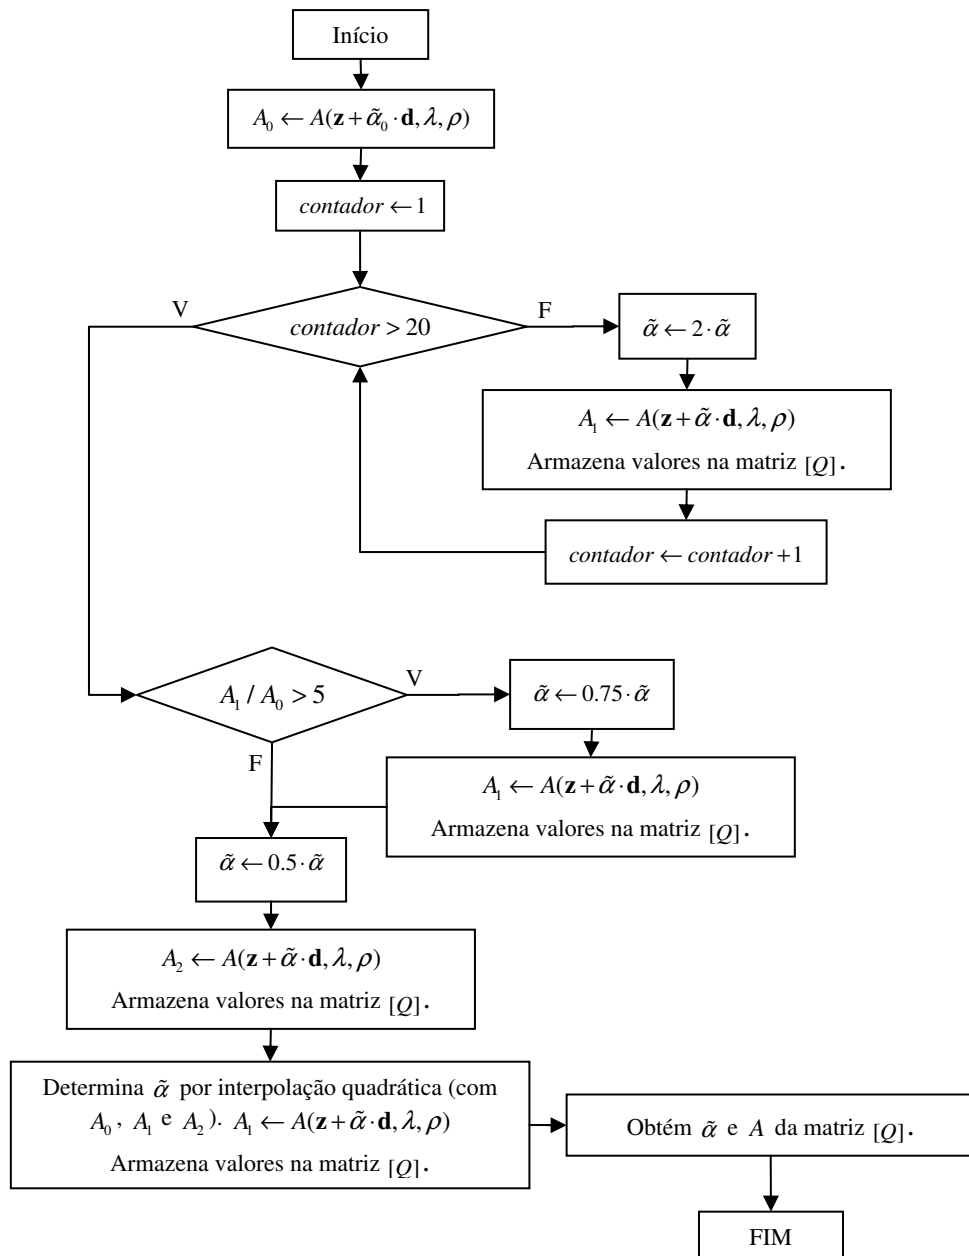 Início
A₀ ← A(z + α̃₀ · d, λ, ρ)
contador ← 1
V
contador > 20
F
α̃ ← 2 · α̃
A₁ ← A(z + α̃ · d, λ, ρ)
Armazena valores na matriz [Q].
contador ← contador + 1
A₁ / A₀ > 5
V
α̃ ← 0.75 · α̃
F
A₁ ← A(z + α̃ · d, λ, ρ)
Armazena valores na matriz [Q].
α̃ ← 0.5 · α̃
A₂ ← A(z + α̃ · d, λ, ρ)
Armazena valores na matriz [Q].
Determina α̃ por interpolação quadrática (com
A₀, A₁ e A₂). A₁ ← A(z + α̃ · d, λ, ρ)
Armazena valores na matriz [Q].
Obtém α̃ e A da matriz [Q].
FIM